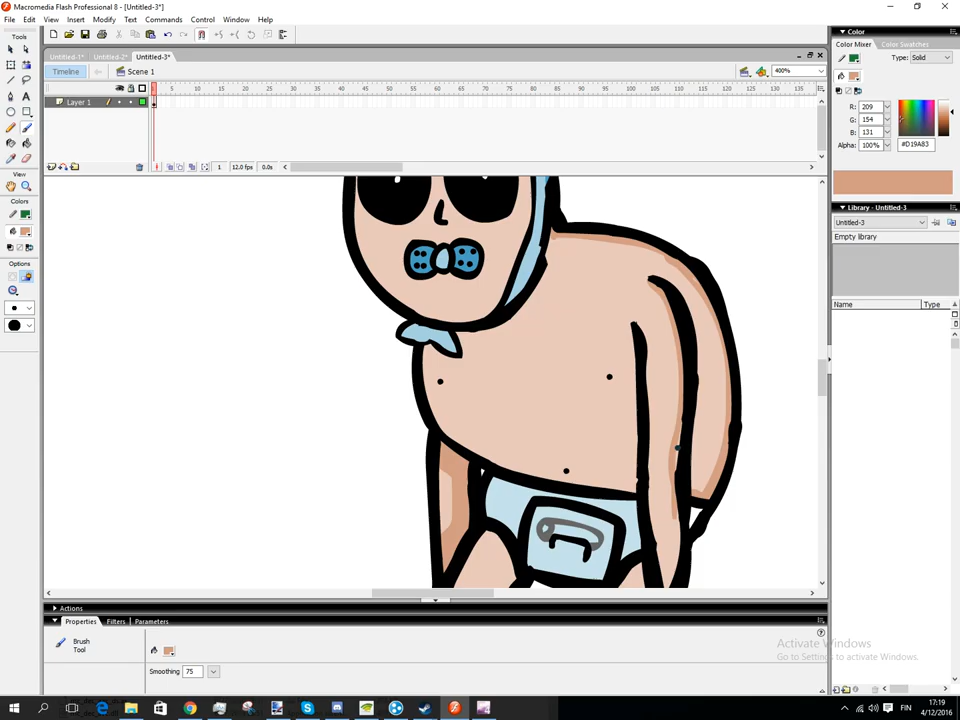 Macromedia Flash Professional 8 - [Untitled-3*]
File Edit View Insert Modify Text Commands Control Window Help
Tools
Untitled-1* Untitled-2* Untitled-3*
Timeline Scene 1 400%
1 5 10 15 20 25 30 35 40 45 50 55 60 65 70 75 80 85 90 95 100 105 110 115 120 125 130 135
Layer 1
1 12.0 fps 0.0s
View
Colors
Options
Color
Color Mixer Color Swatches
Type: Solid
R: 209
G: 154
B: 131
Alpha: 100% #D19A83
Library - Untitled-3
Untitled-3
Empty library
Name Type
Actions
Properties Filters Parameters
Brush
Tool
Smoothing 75
Activate Windows
Go to Settings to activate Windows.
FIN
17:19
4/12/2016